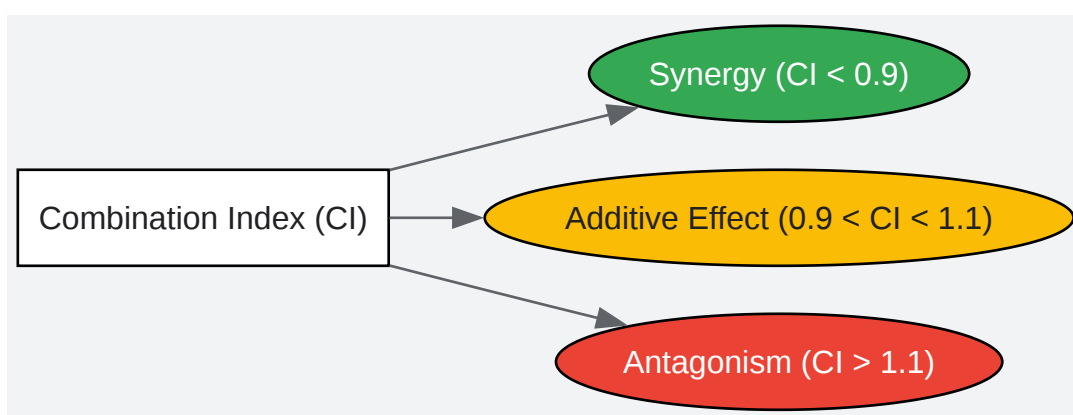 Synergy (CI < 0.9)
Combination Index (CI)
Additive Effect (0.9 < CI < 1.1)
Antagonism (CI > 1.1)